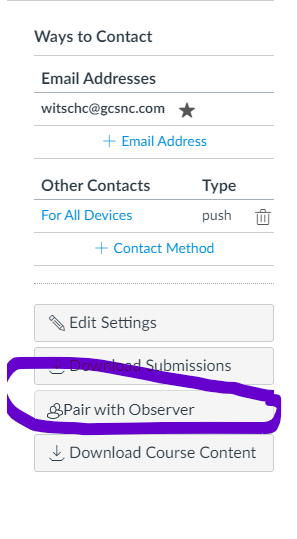 Ways to Contact
Email Addresses
witschc@gcsnc.com ★
+ Email Address
Other Contacts Type
For All Devices push
+ Contact Method
Edit Settings
Download Submissions
Pair with Observer
Download Course Content